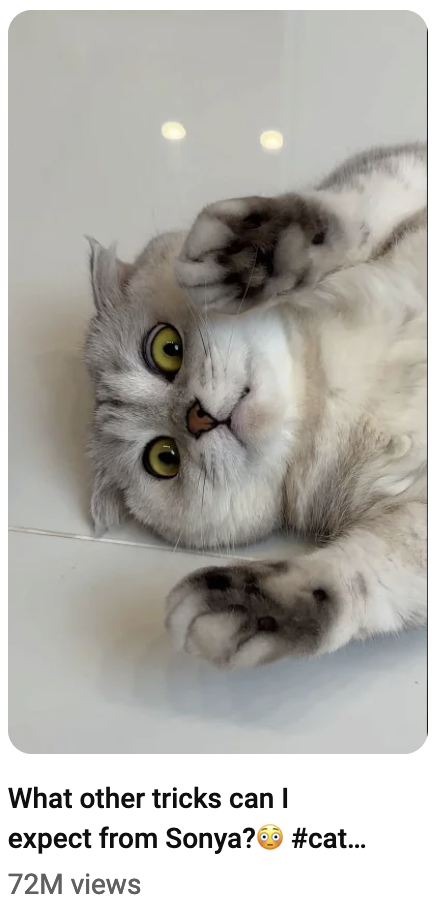 What other tricks can I
expect from Sonya?😳 #cat...
72M views